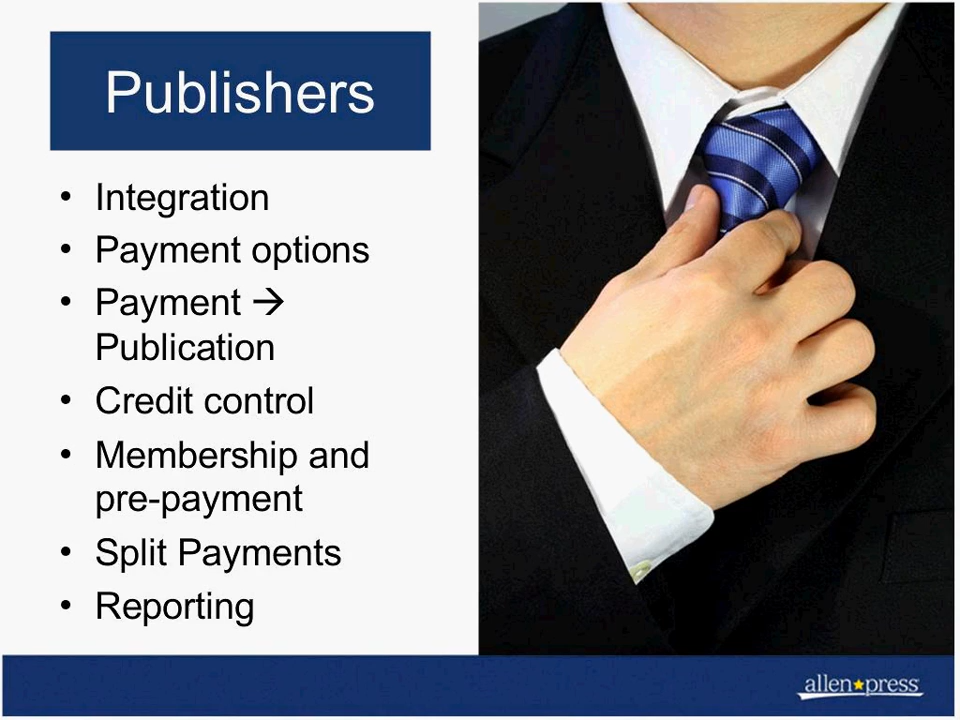 Publishers
• Integration
• Payment options
• Payment →
Publication
• Credit control
• Membership and
pre-payment
• Split Payments
• Reporting
allen★press